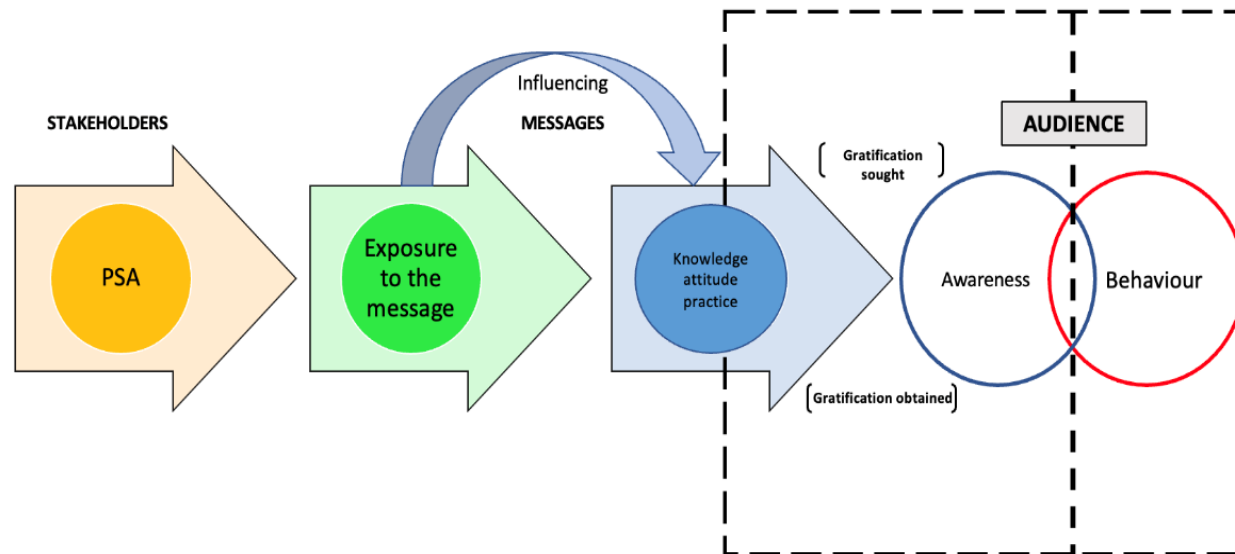 Influencing
STAKEHOLDERS
MESSAGES
AUDIENCE
PSA
Exposure
to the
message
Knowledge
attitude
practice
Gratification
sought
Gratification obtained
Awareness
Behaviour